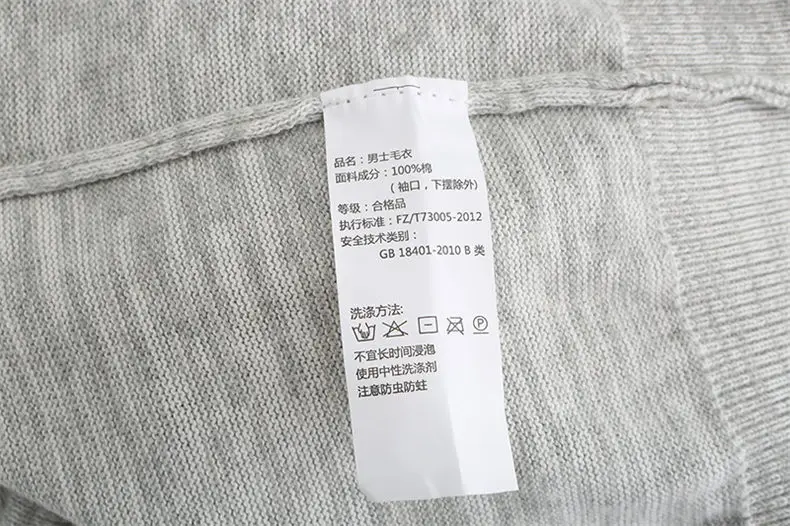 品名：男士毛衣
面料成分：100%棉
（袖口，下摆除外）
等级：合格品
执行标准：FZ/T73005-2012
安全技术类别：
GB 18401-2010 B 类
洗涤方法:
P
不宜长时间浸泡
使用中性洗涤剂
注意防虫防蛀